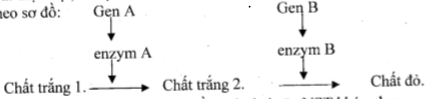 heo sơ đồ: Gen A Gen B
enzym A enzym B
Chất trắng 1. Chất trắng 2. Chất đỏ.